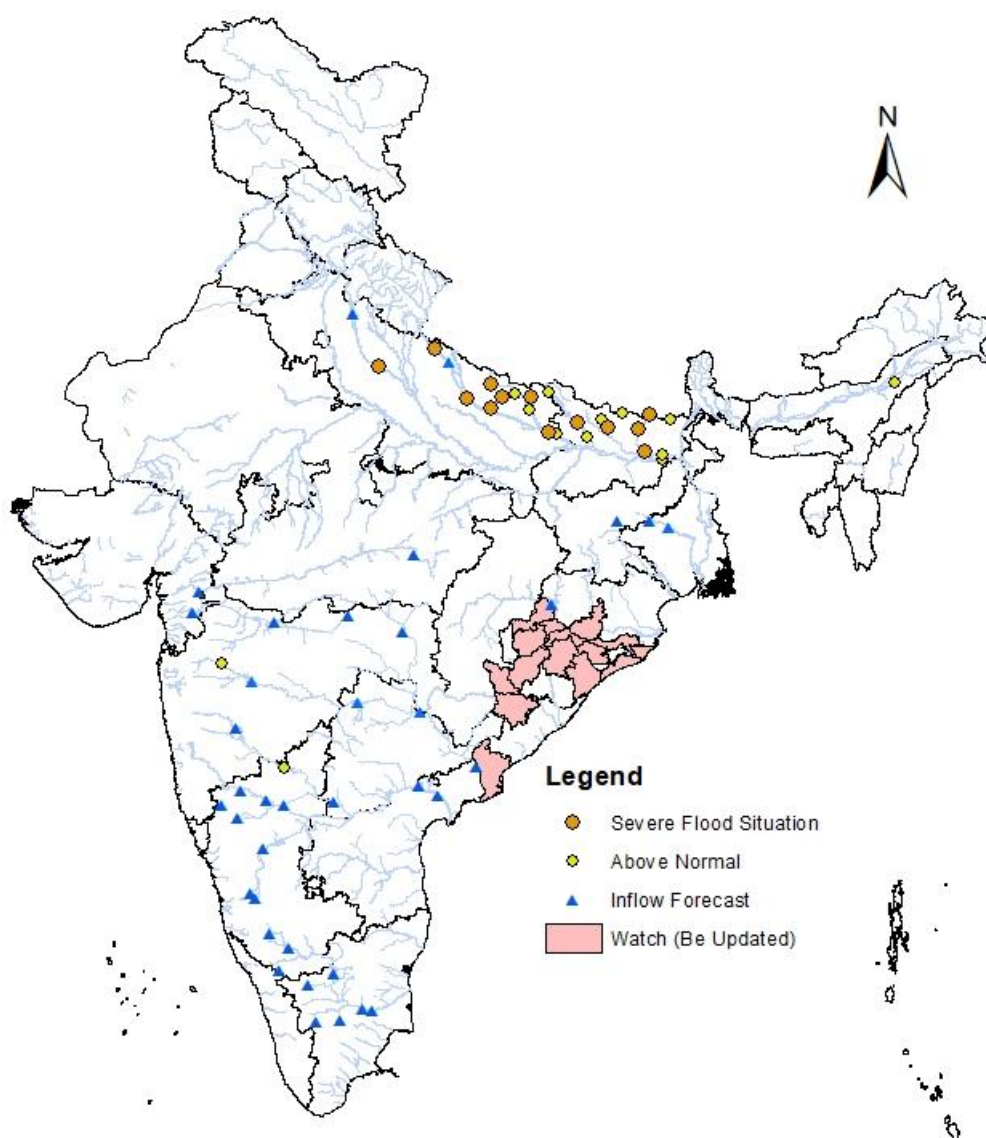 N
Legend
Severe Flood Situation
Above Normal
Inflow Forecast
Watch (Be Updated)